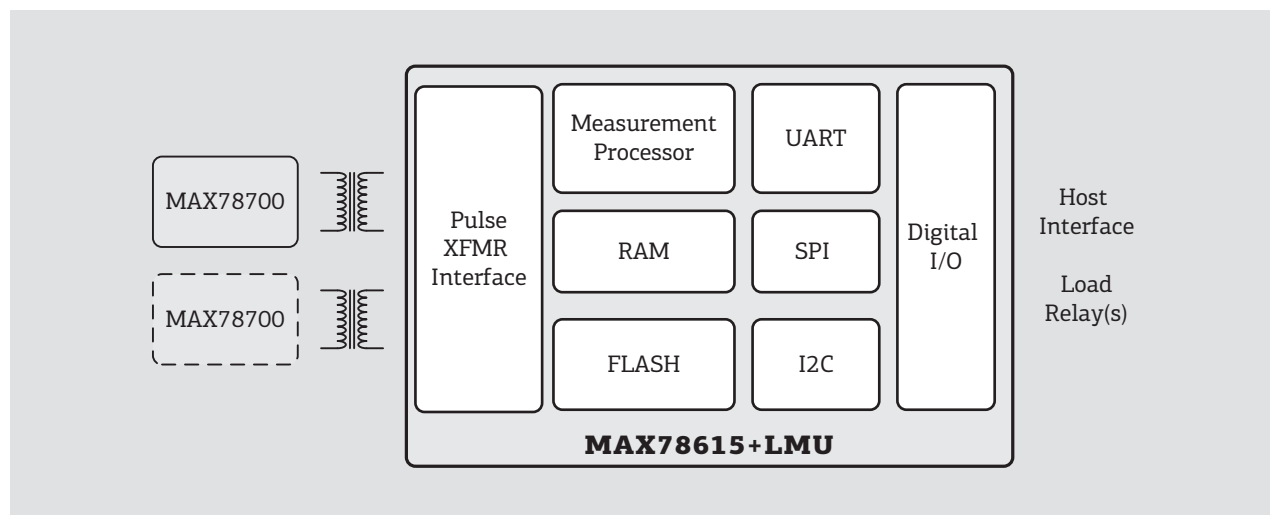 MAX78700
MAX78700
Pulse
XFMR
Interface
Measurement
Processor
RAM
FLASH
UART
SPI
I2C
Digital
I/O
MAX78615+LMU
Host
Interface
Load
Relay(s)